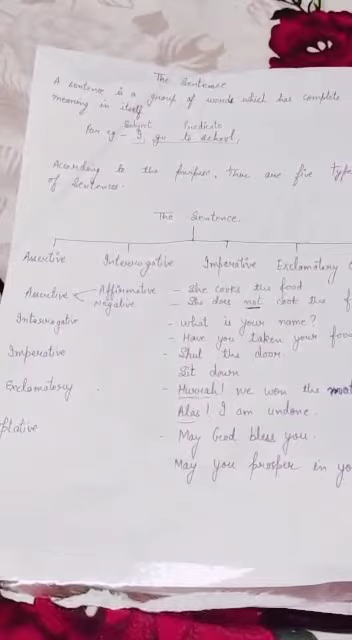 The Sentence
A sentence is a group of words which has complete
meaning in itself
Subject Predicate
For eg - I go to school.
According to the purpose, there are five
of Sentences.
The Sentence
Assertive Interrogative Imperative Exclamatory
Assertive Affirmative - She cooks the food
Negative - She does not cook the
Interrogative - What is your name?
- Have you taken your
Imperative - Shut the door.
Sit down
Exclamatory - Hurrah! We won the
Alas! I am undone.
- May God bless you.
May you prosper in